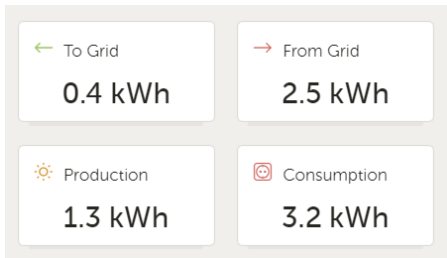 To Grid
0.4 kWh
From Grid
2.5 kWh
Production
1.3 kWh
Consumption
3.2 kWh